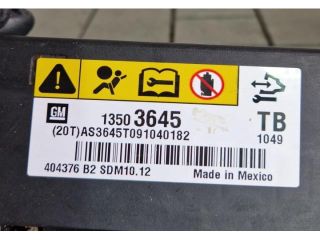 GM
1350 3645
TB
(20T)AS3645T091040182
1049
404376 B2 SDM10.12
Made in Mexico